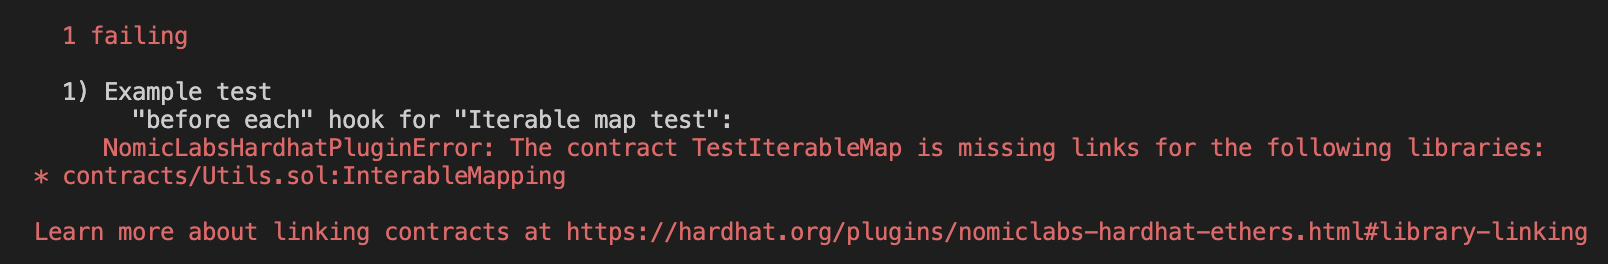 1 failing
1) Example test
"before each" hook for "Iterable map test":
NomicLabsHardhatPluginError: The contract TestIterableMap is missing links for the following libraries:
* contracts/Utils.sol:InterableMapping
Learn more about linking contracts at https://hardhat.org/plugins/nomiclabs-hardhat-ethers.html#library-linking